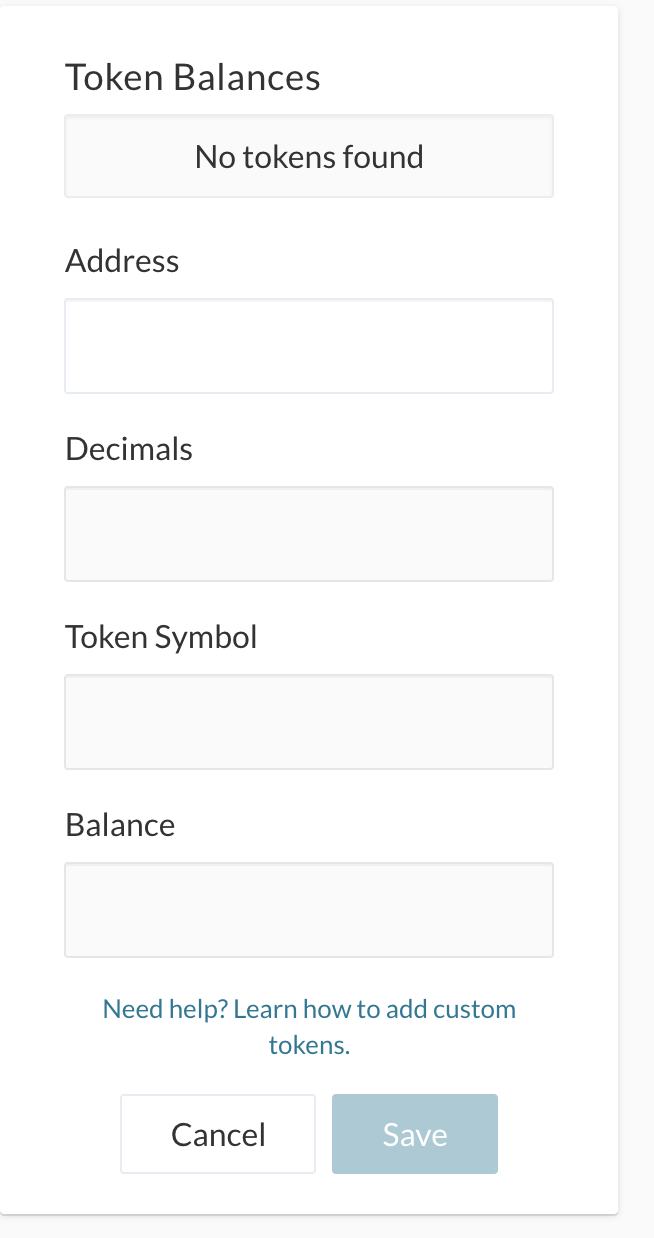 Token Balances
No tokens found
Address
Decimals
Token Symbol
Balance
Need help? Learn how to add custom
tokens.
Cancel
Save